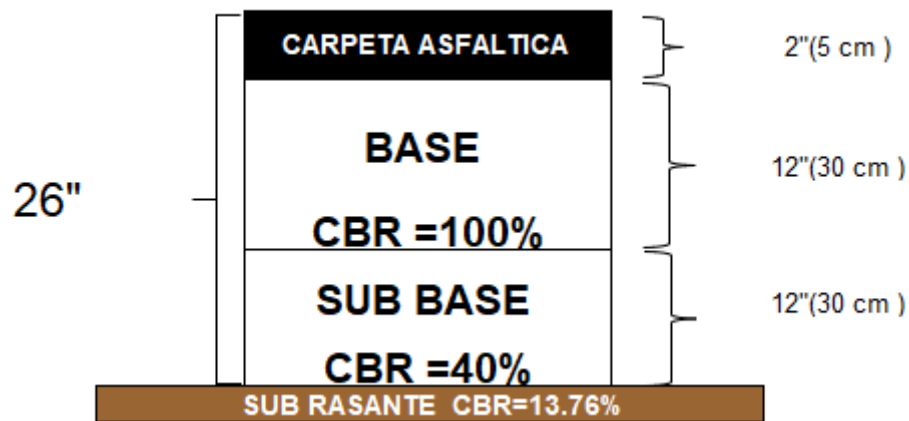 CARPETA ASFALTICA
2"(5 cm )
BASE
12"(30 cm )
26"
CBR =100%
SUB BASE
12"(30 cm )
CBR =40%
SUB RASANTE CBR=13.76%